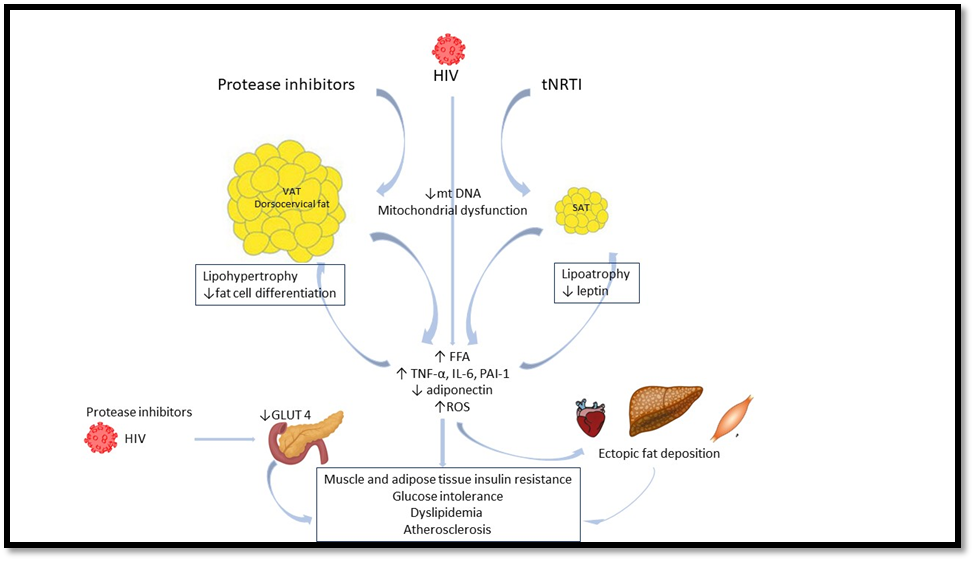 HIV
Protease inhibitors
tNRTI
VAT
Dorsocervical fat
↓mt DNA
Mitochondrial dysfunction
SAT
Lipohypertrophy
↓fat cell differentiation
Lipoatrophy
↓ leptin
↑ FFA
↑ TNF-α, IL-6, PAI-1
↓ adiponectin
↑ROS
Protease inhibitors
HIV
↓GLUT 4
Ectopic fat deposition
Muscle and adipose tissue insulin resistance
Glucose intolerance
Dyslipidemia
Atherosclerosis